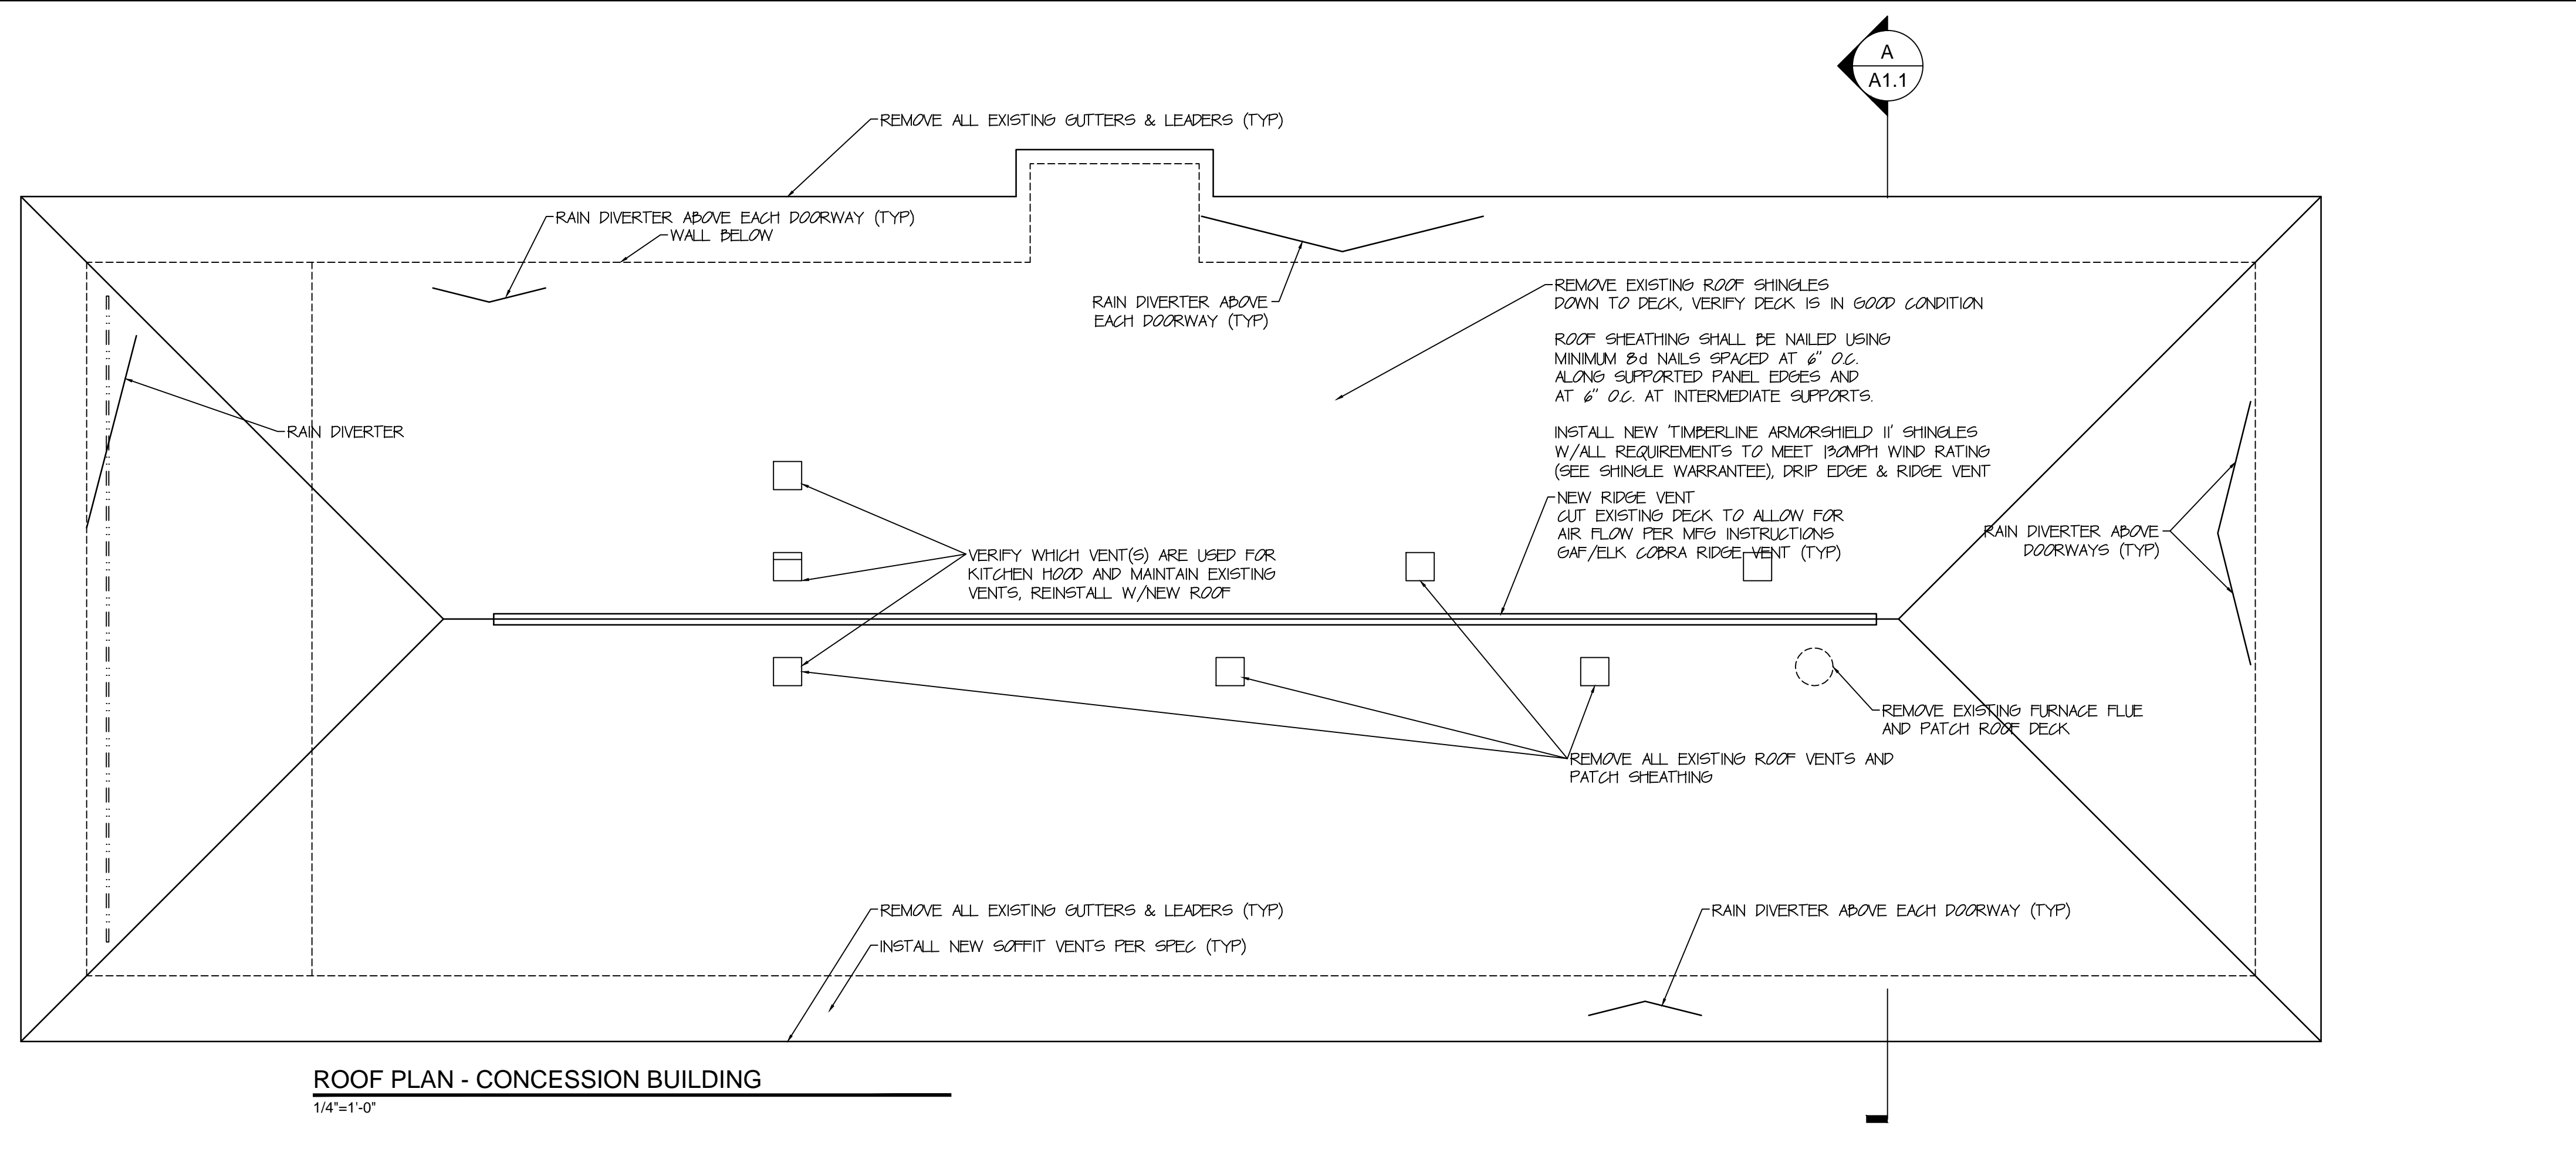 A
A1.1
REMOVE ALL EXISTING GUTTERS & LEADERS (TYP)
RAIN DIVERTER ABOVE EACH DOORWAY (TYP)
WALL BELOW
RAIN DIVERTER ABOVE
EACH DOORWAY (TYP)
REMOVE EXISTING ROOF SHINGLES
DOWN TO DECK, VERIFY DECK IS IN GOOD CONDITION
ROOF SHEATHING SHALL BE NAILED USING
MINIMUM 8d NAILS SPACED AT 6" O.C.
ALONG SUPPORTED PANEL EDGES AND
AT 6" O.C. AT INTERMEDIATE SUPPORTS.
INSTALL NEW 'TIMBERLINE ARMORSHIELD II' SHINGLES
W/ALL REQUIREMENTS TO MEET 130MPH WIND RATING
(SEE SHINGLE WARRANTEE), DRIP EDGE & RIDGE VENT
NEW RIDGE VENT
CUT EXISTING DECK TO ALLOW FOR
AIR FLOW PER MFG INSTRUCTIONS
GAF/ELK COBRA RIDGE VENT (TYP)
RAIN DIVERTER
RAIN DIVERTER ABOVE
DOORWAYS (TYP)
VERIFY WHICH VENT(S) ARE USED FOR
KITCHEN HOOD AND MAINTAIN EXISTING
VENTS, REINSTALL W/NEW ROOF
REMOVE EXISTING FURNACE FLUE
AND PATCH ROOF DECK
REMOVE ALL EXISTING ROOF VENTS AND
PATCH SHEATHING
REMOVE ALL EXISTING GUTTERS & LEADERS (TYP)
INSTALL NEW SOFFIT VENTS PER SPEC (TYP)
RAIN DIVERTER ABOVE EACH DOORWAY (TYP)
ROOF PLAN - CONCESSION BUILDING
1/4"=1'-0"